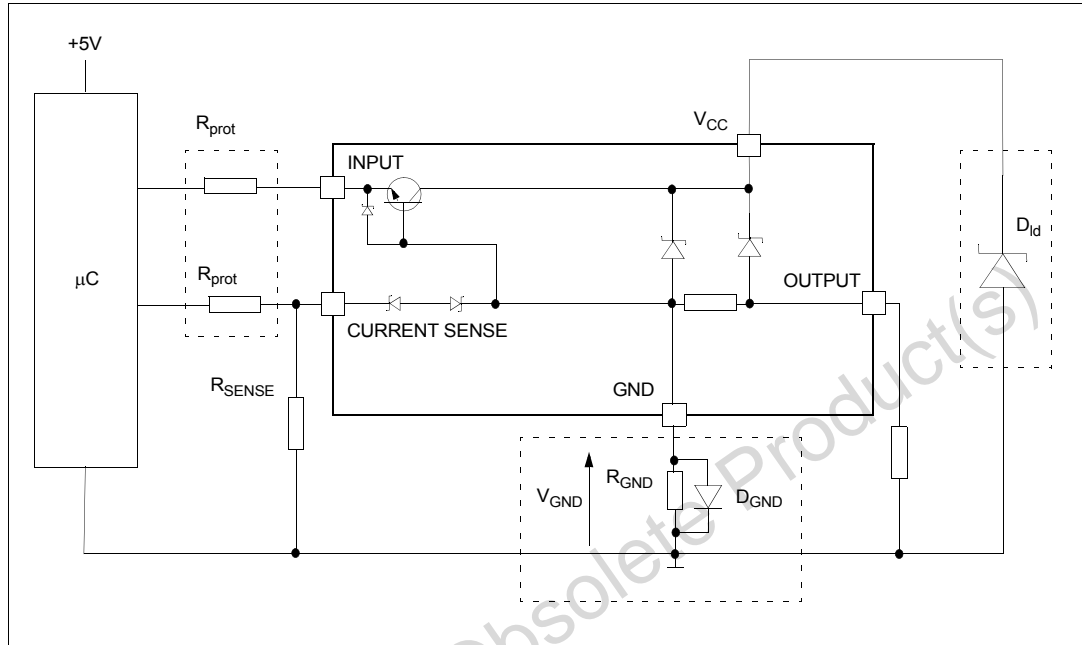 +5V
R_prot
V_CC
INPUT
D_ld
μC
R_prot
OUTPUT
CURRENT SENSE
R_SENSE
GND
R_GND
V_GND
D_GND
Obsolete Product(s)